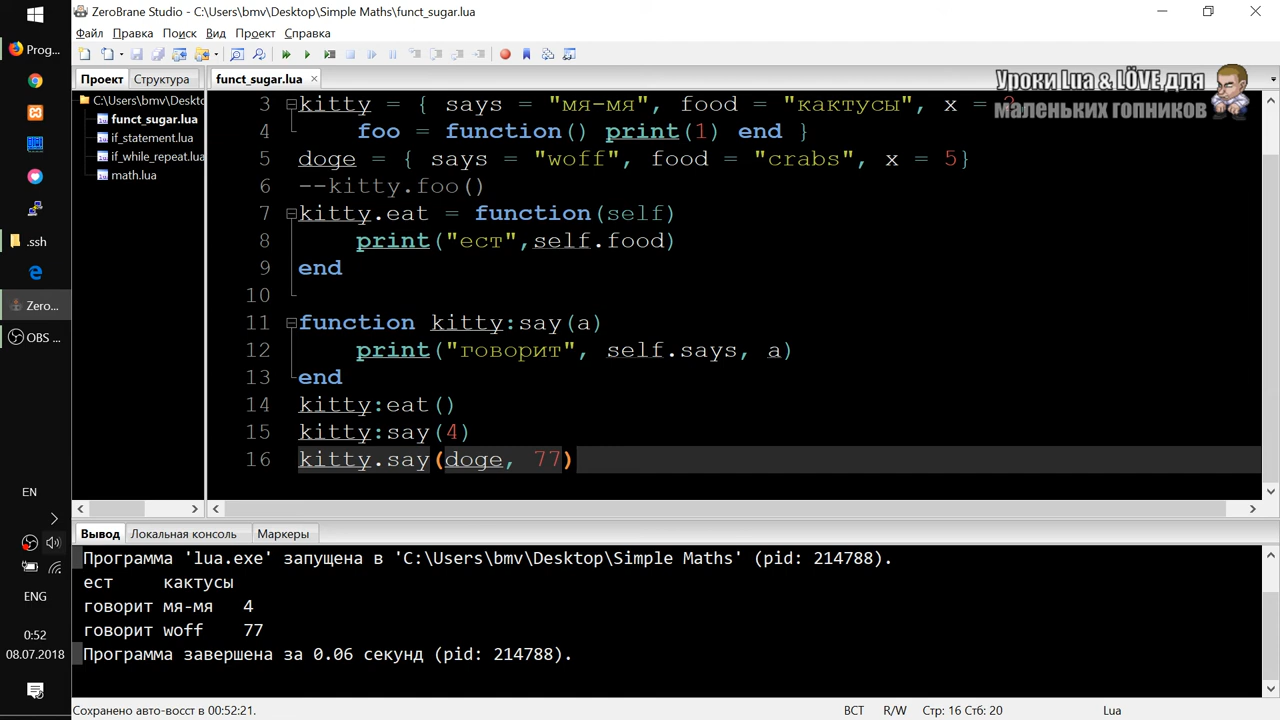 ZeroBrane Studio - C:\Users\bmv\Desktop\Simple Maths\funct_sugar.lua
Файл Правка Поиск Вид Проект Справка
Prog...
Проект Структура
funct_sugar.lua
Уроки Lua & LÖVE для
маленьких гопников
C:\Users\bmv\Deskto
funct_sugar.lua
if_statement.lua
if_while_repeat.lua
math.lua
3 kitty = { says = "мя-мя", food = "кактусы", x =
4 foo = function() print(1) end }
5 doge = { says = "woff", food = "crabs", x = 5}
6 --kitty.foo()
7 kitty.eat = function(self)
8 print("ест",self.food)
9 end
10
11 function kitty:say(a)
12 print("говорит", self.says, a)
13 end
14 kitty:eat()
15 kitty:say(4)
16 kitty.say(doge, 77)
.ssh
Zero...
OBS ...
EN
ENG
0:52
08.07.2018
Вывод Локальная консоль Маркеры
Программа 'lua.exe' запущена в 'C:\Users\bmv\Desktop\Simple Maths' (pid: 214788).
ест кактусы
говорит мя-мя 4
говорит woff 77
Программа завершена за 0.06 секунд (pid: 214788).
Сохранено авто-восст в 00:52:21.
ВСТ R/W Стр: 16 Стб: 20 Lua